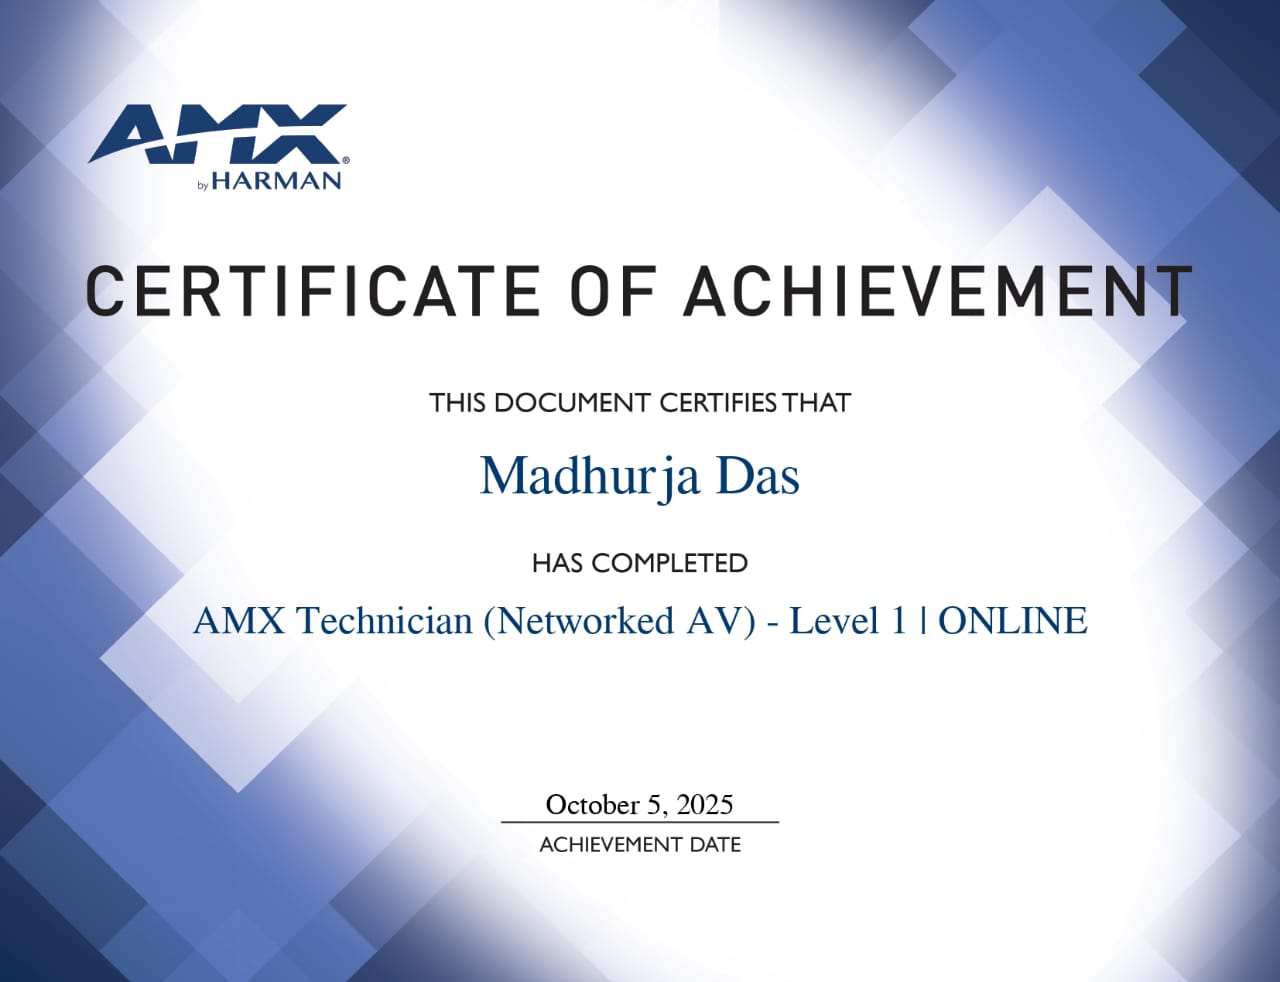 AMX®
by HARMAN
CERTIFICATE OF ACHIEVEMENT
THIS DOCUMENT CERTIFIES THAT
Madhurja Das
HAS COMPLETED
AMX Technician (Networked AV) - Level 1 | ONLINE
October 5, 2025
ACHIEVEMENT DATE